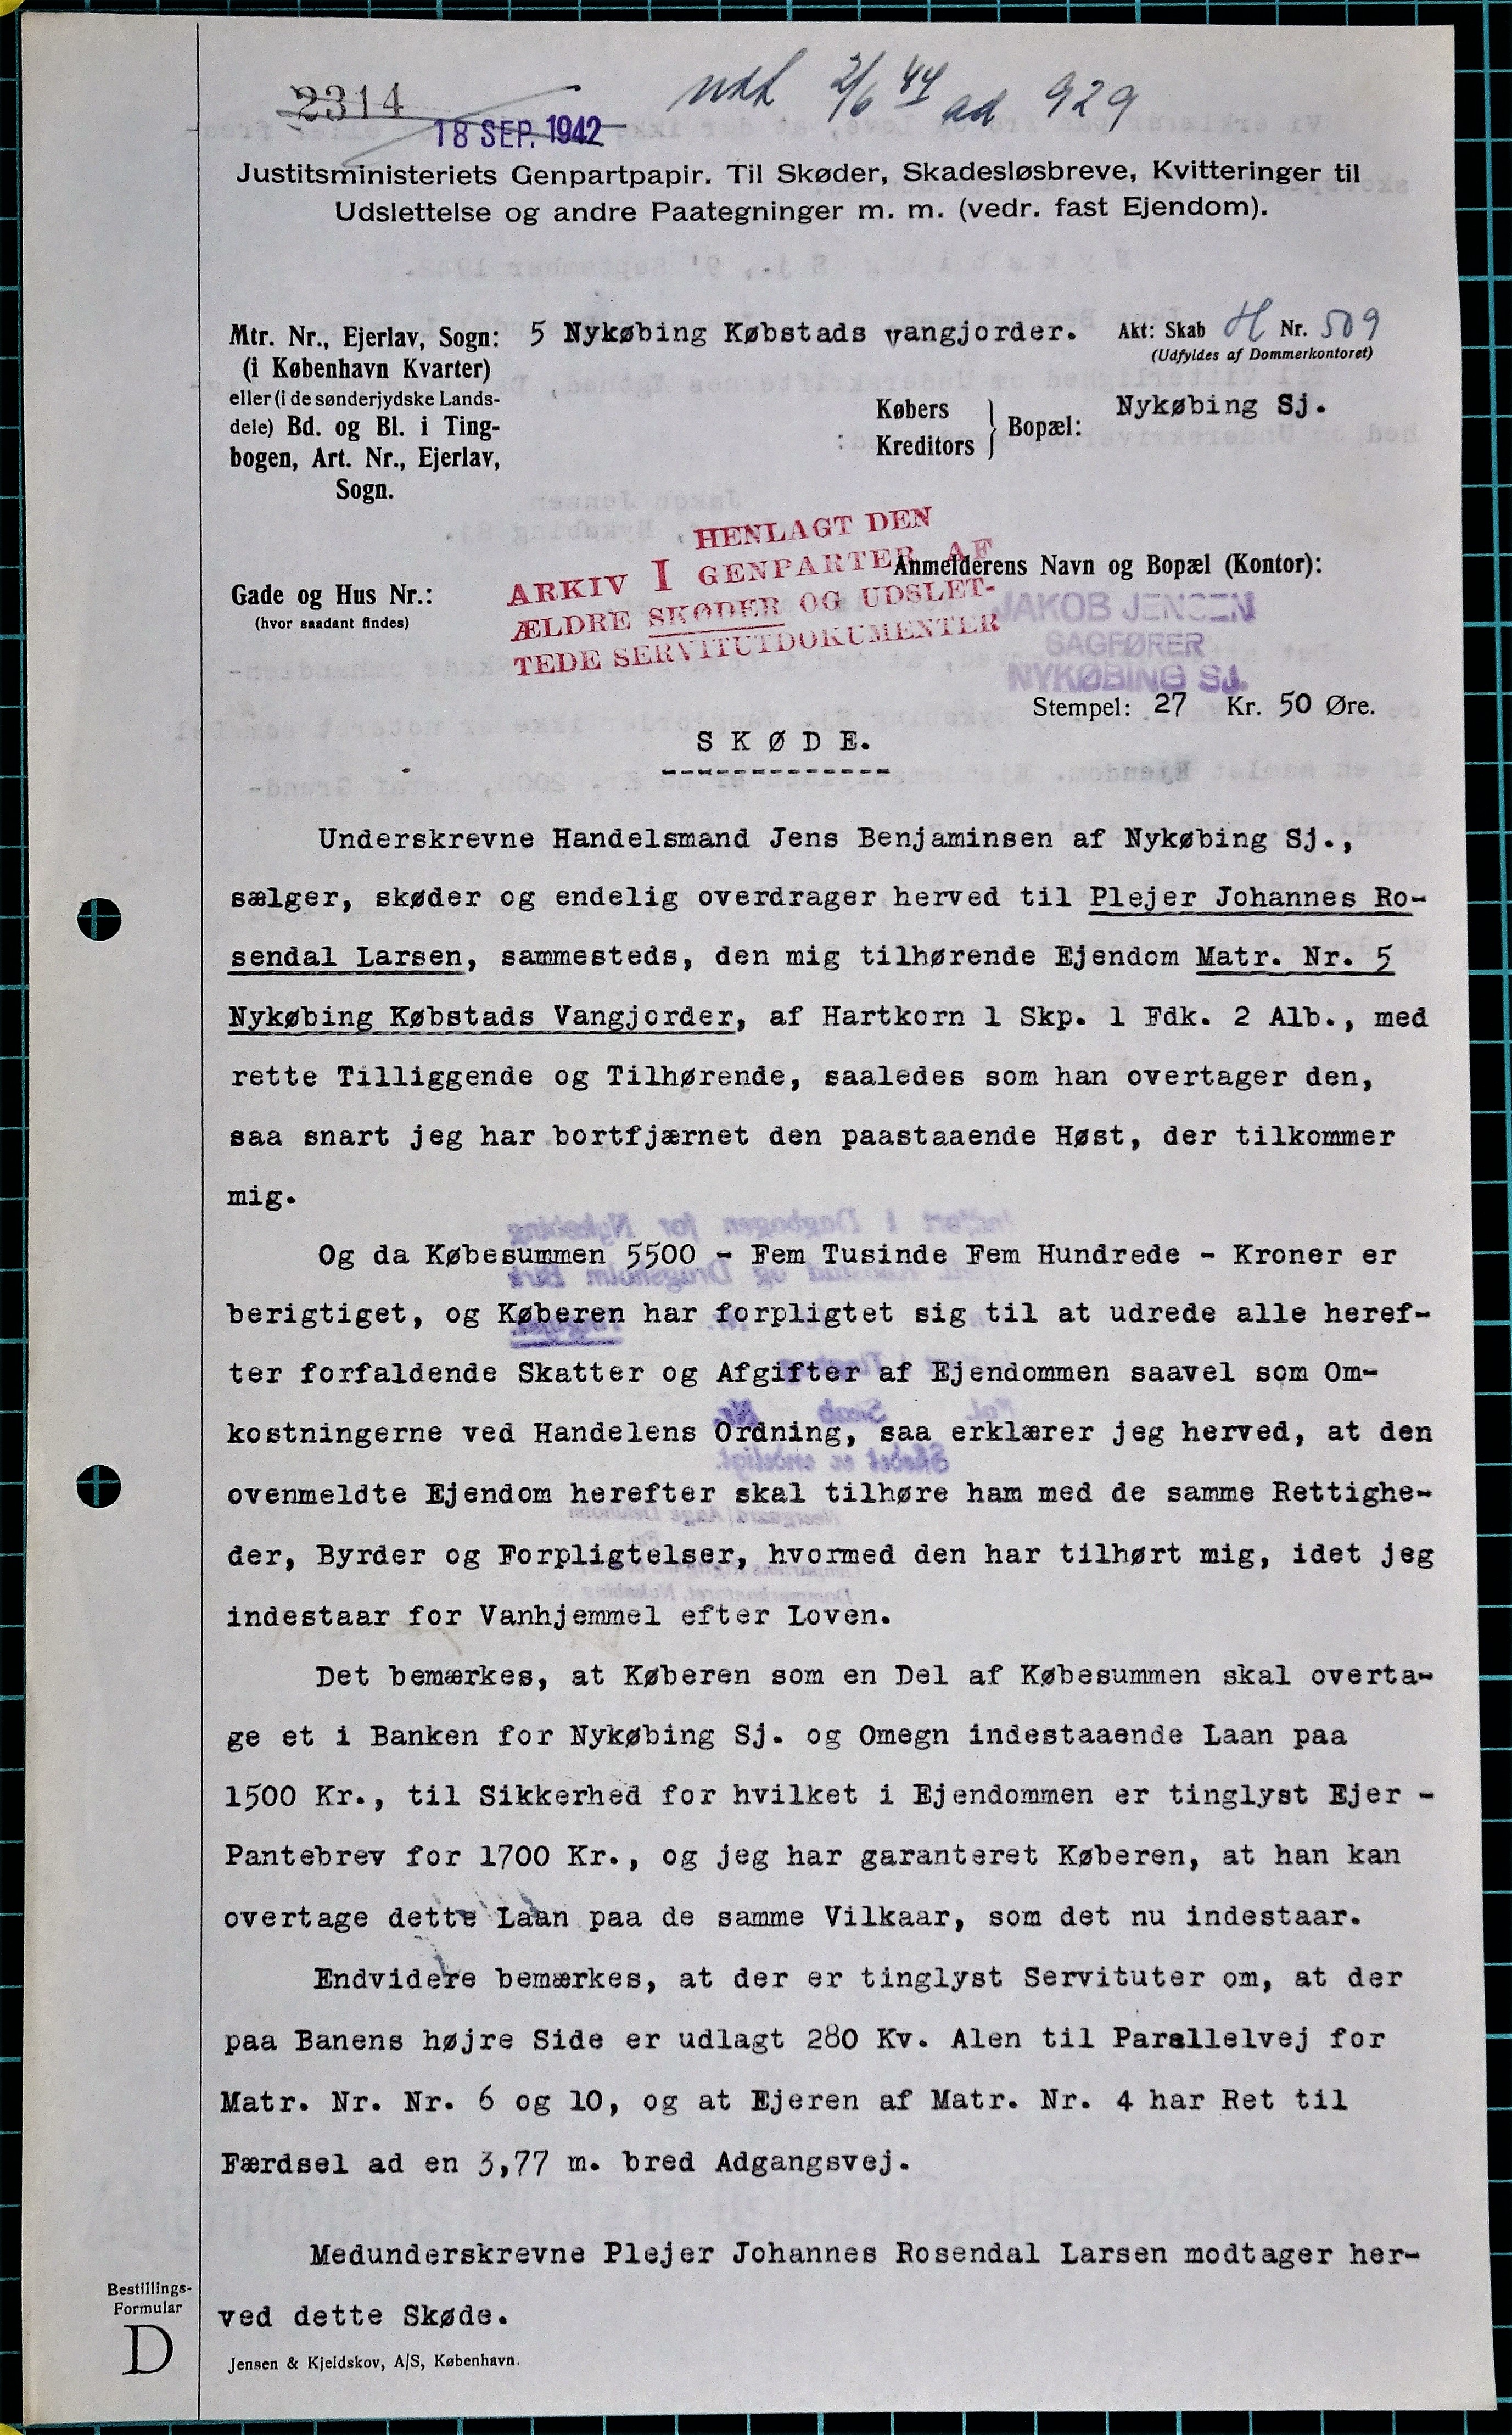 2314
18 SEP. 1942
udt 2/6 44 ad 929
Justitsministeriets Genpartpapir. Til Skøder, Skadesløsbreve, Kvitteringer til
Udslettelse og andre Paategninger m. m. (vedr. fast Ejendom).
Mtr. Nr., Ejerlav, Sogn: 5 Nykøbing Købstads vangjorder. Akt: Skab H Nr. 509
(i København Kvarter)
(Udfyldes af Dommerkontoret)
eller (i de sønderjydske Lands-
dele) Bd. og Bl. i Ting-
bogen, Art. Nr., Ejerlav,
Sogn.
Købers
Kreditors
Bopæl:
Nykøbing Sj.
HENLAGT DEN
ARKIV I GENPARTER AF
ÆLDRE SKØDER OG UDSLET-
TEDE SERVITUTDOKUMENTER
Gade og Hus Nr.:
(hvor saadant findes)
Anmelderens Navn og Bopæl (Kontor):
JAKOB JENSEN
SAGFØRER
NYKØBING SJ.
Stempel: 27 Kr. 50 Øre.
S K Ø D E.
--------------
Underskrevne Handelsmand Jens Benjaminsen af Nykøbing Sj.,
sælger, skøder og endelig overdrager herved til Plejer Johannes Ro-
sendal Larsen, sammesteds, den mig tilhørende Ejendom Matr. Nr. 5
Nykøbing Købstads Vangjorder, af Hartkorn 1 Skp. 1 Fdk. 2 Alb., med
rette Tilliggende og Tilhørende, saaledes som han overtager den,
saa snart jeg har bortfjærnet den paastaaende Høst, der tilkommer
mig.
Og da Købesummen 5500 - Fem Tusinde Fem Hundrede - Kroner er
berigtiget, og Køberen har forpligtet sig til at udrede alle heref-
ter forfaldende Skatter og Afgifter af Ejendommen saavel som Om-
kostningerne ved Handelens Ordning, saa erklærer jeg herved, at den
ovenmeldte Ejendom herefter skal tilhøre ham med de samme Rettighe-
der, Byrder og Forpligtelser, hvormed den har tilhørt mig, idet jeg
indestaar for Vanhjemmel efter Loven.
Det bemærkes, at Køberen som en Del af Købesummen skal overta-
ge et i Banken for Nykøbing Sj. og Omegn indestaaende Laan paa
1500 Kr., til Sikkerhed for hvilket i Ejendommen er tinglyst Ejer -
Pantebrev for 1700 Kr., og jeg har garanteret Køberen, at han kan
overtage dette Laan paa de samme Vilkaar, som det nu indestaar.
Endvidere bemærkes, at der er tinglyst Servituter om, at der
paa Banens højre Side er udlagt 280 Kv. Alen til Parallelvej for
Matr. Nr. Nr. 6 og 10, og at Ejeren af Matr. Nr. 4 har Ret til
Færdsel ad en 3,77 m. bred Adgangsvej.
Medunderskrevne Plejer Johannes Rosendal Larsen modtager her-
ved dette Skøde.
Bestillings-
Formular
D
Jensen & Kjeldskov, A/S, København.